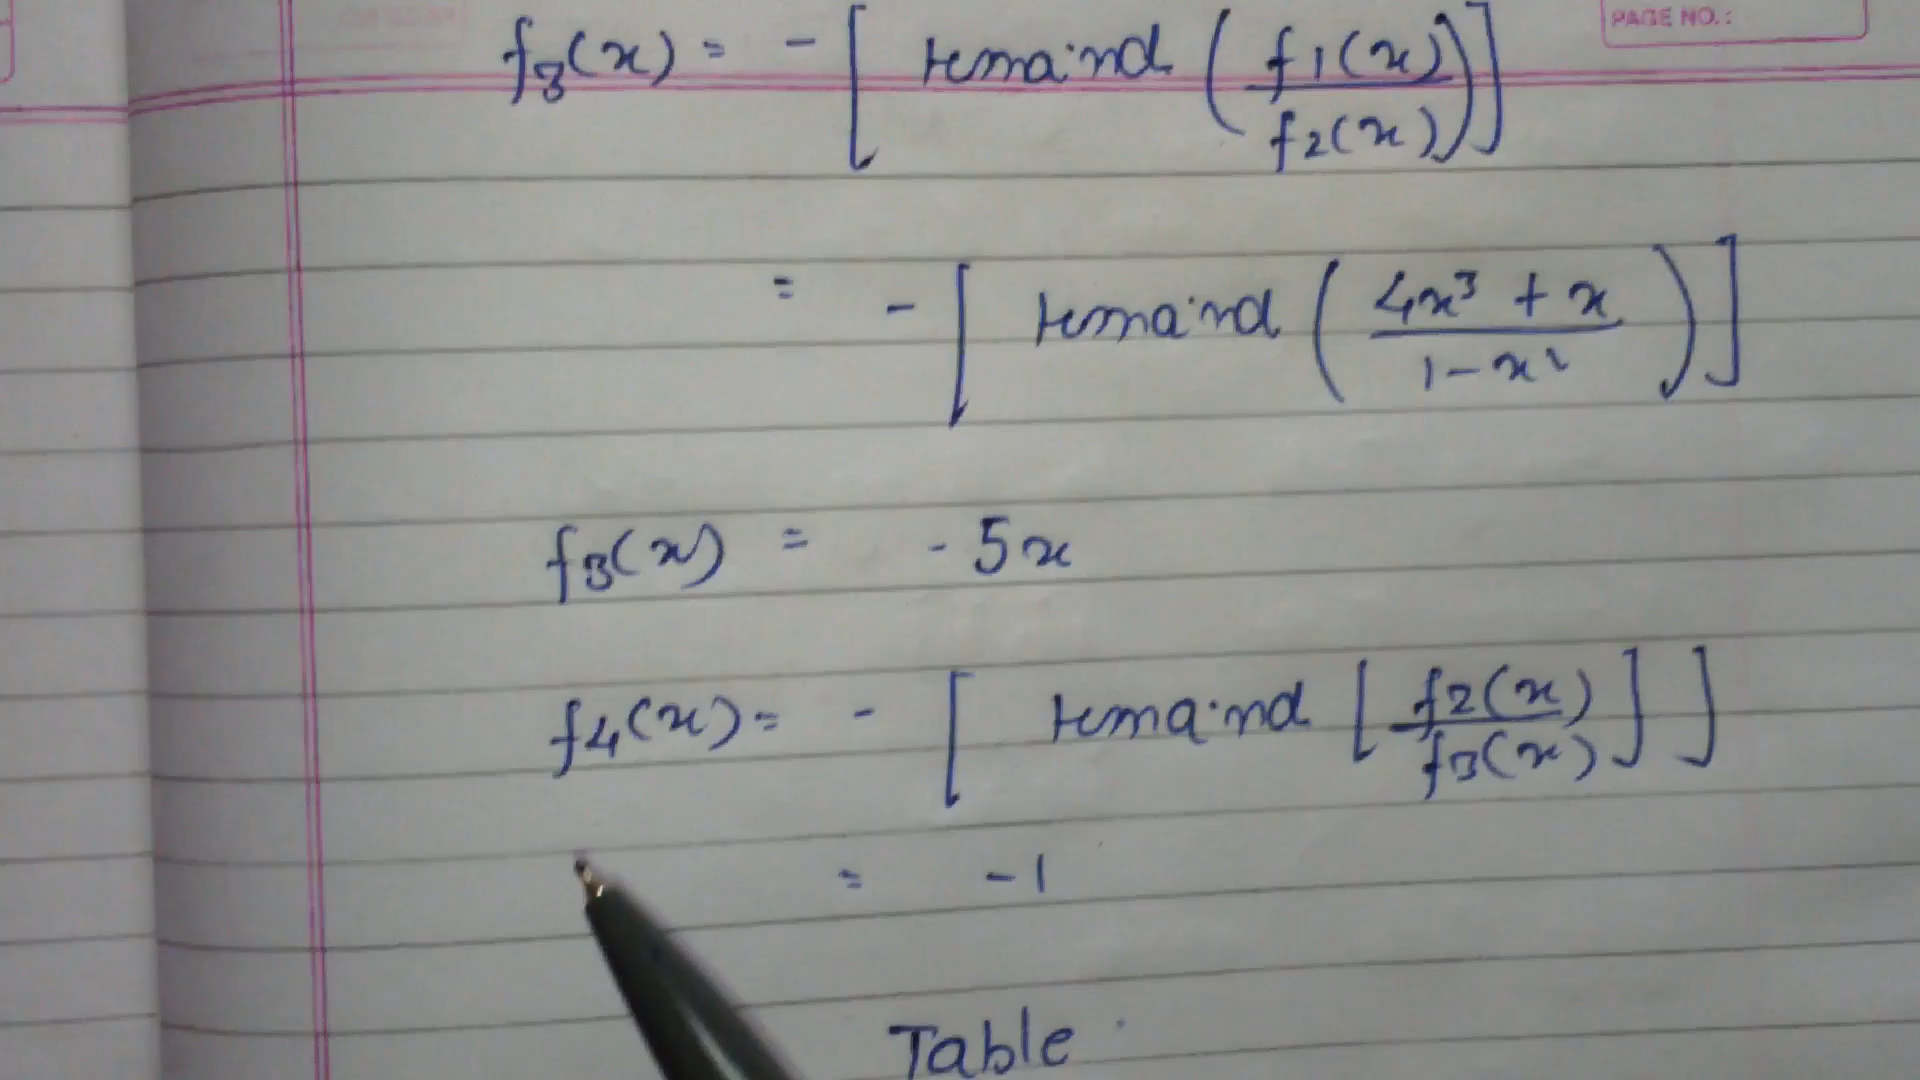 PAGE NO.:
f3(x) = - [ remaind ( f1(x) / f2(x) ) ]
= - [ remaind ( 4x³ + x / 1 - x² ) ]
f3(x) = - 5x
f4(x) = - [ remaind [ f2(x) / f3(x) ] ]
= -1
Table